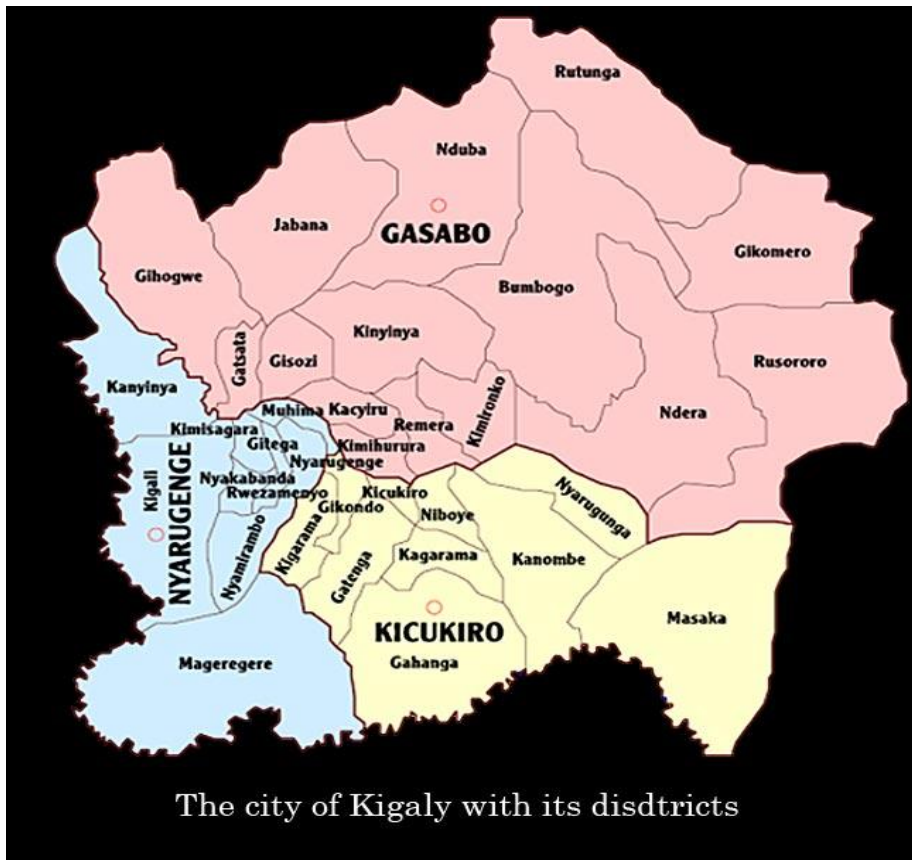 Rutunga
Nduba
Jabana
GASABO
Gikomero
Gihogwe
Bumbogo
Kinyinya
Gatsata
Gisozi
Rusororo
Kanyinya
Kimironko
Muhima
Kacyiru
Ndera
Remera
Kimisagara
Gitega
Kimihurura
Nyarugenge
Nyakabanda
Rwezamenyo
Kigali
NYARUGENGE
Kicukiro
Gikondo
Niboye
Nyarugunga
Kigarama
Nyamirambo
Kagarama
Kanombe
Gatenga
Masaka
KICUKIRO
Gahanga
Mageregere
The city of Kigaly with its disdtricts